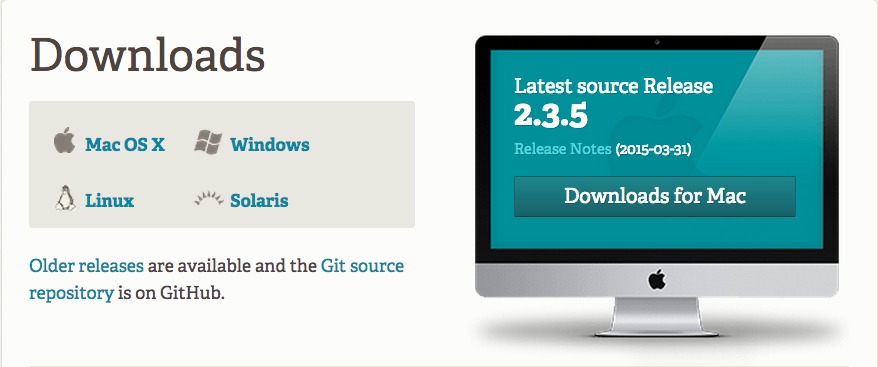 Downloads
Mac OS X
Windows
Linux
Solaris
Older releases are available and the Git source
repository is on GitHub.
Latest source Release
2.3.5
Release Notes (2015-03-31)
Downloads for Mac